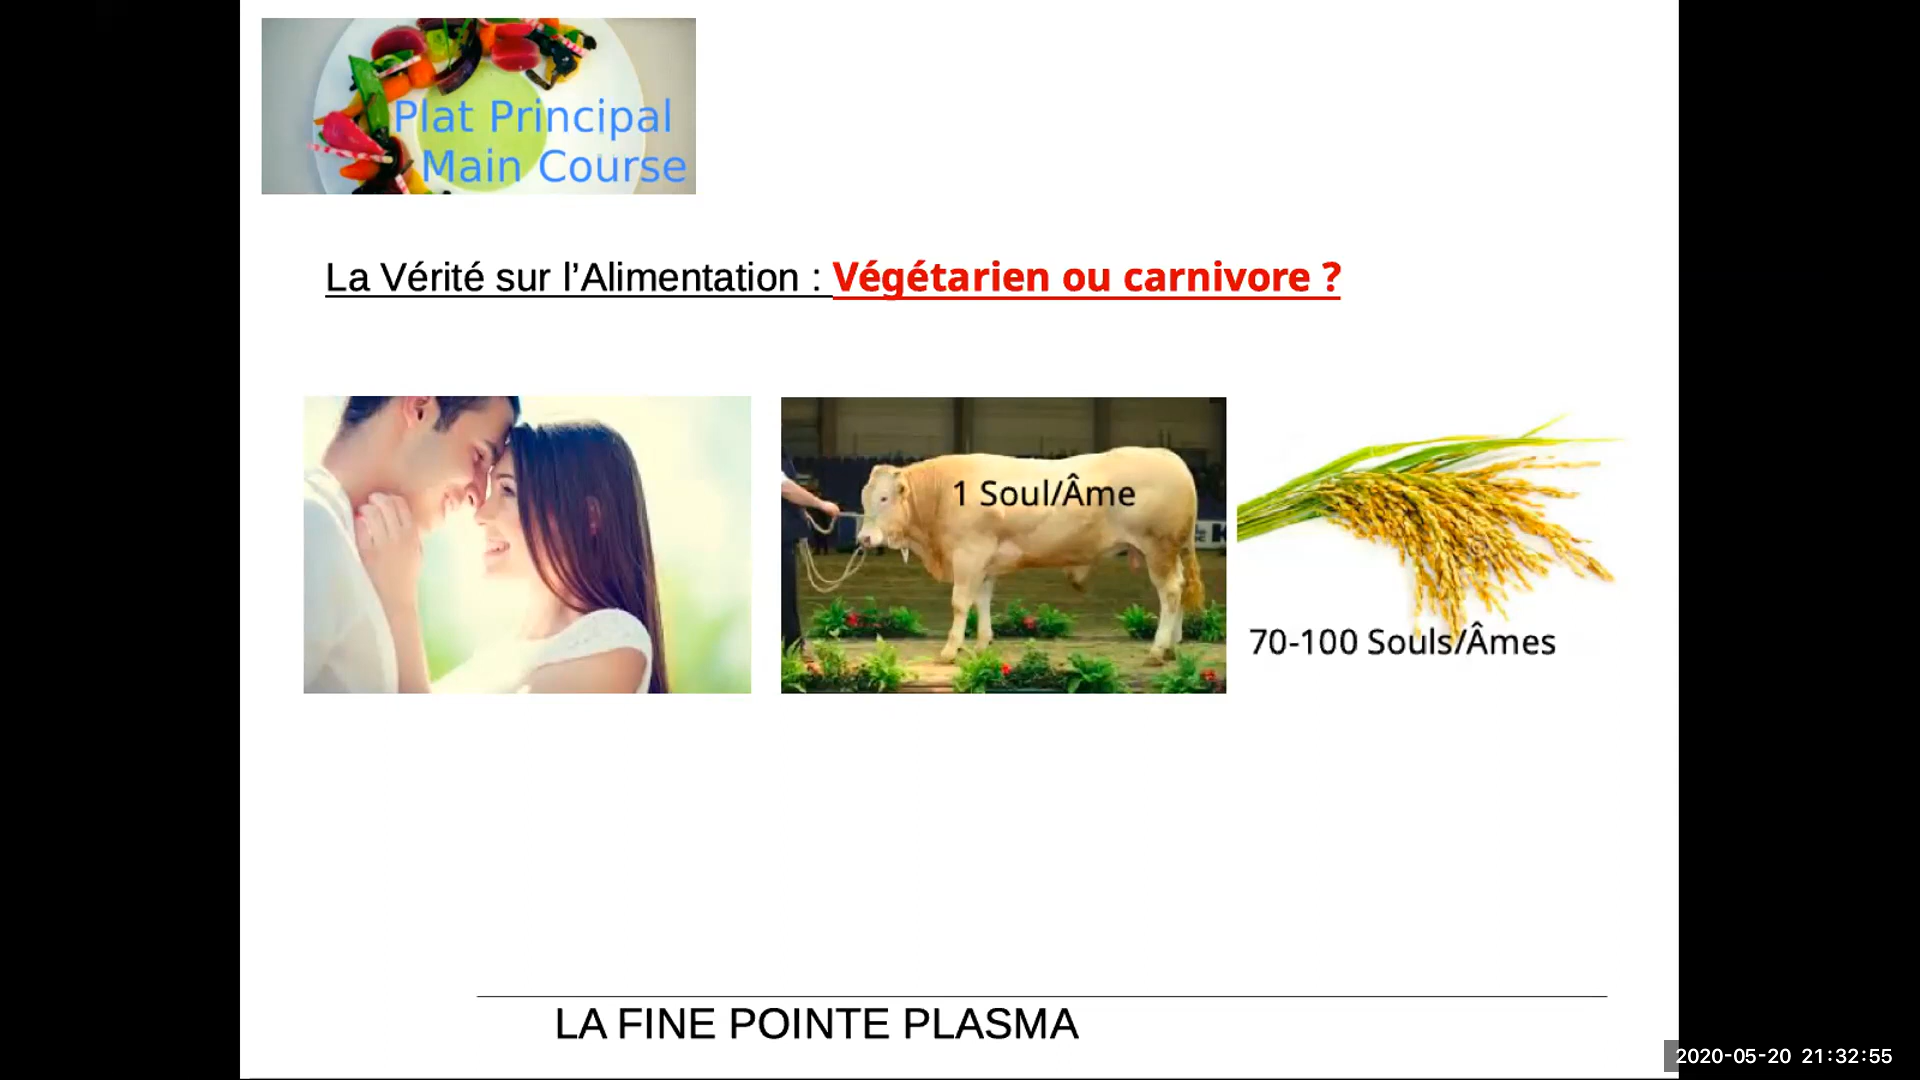 Plat Principal
Main Course
La Vérité sur l’Alimentation : Végétarien ou carnivore ?
1 Soul/Âme
70-100 Souls/Âmes
LA FINE POINTE PLASMA
2020-05-20 21:32:55